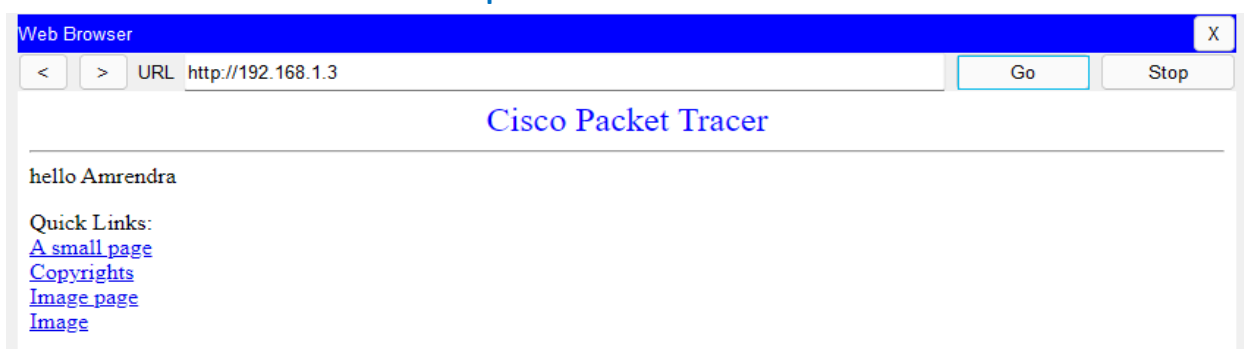 Web Browser X
< > URL http://192.168.1.3 Go Stop
Cisco Packet Tracer
hello Amrendra
Quick Links:
A small page
Copyrights
Image page
Image